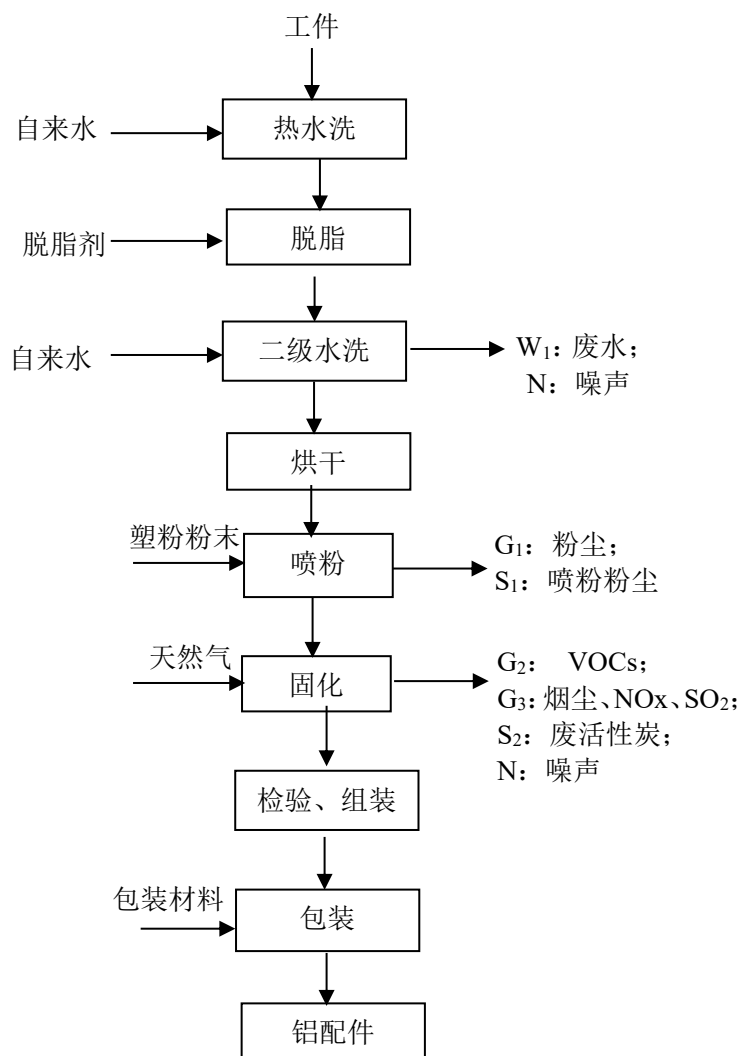 工件
自来水
热水洗
脱脂剂
脱脂
自来水
二级水洗
W₁：废水；
N：噪声
烘干
塑粉粉末
喷粉
G₁：粉尘；
S₁：喷粉粉尘
天然气
固化
G₂： VOCs；
G₃：烟尘、NOx、SO₂；
S₂：废活性炭；
N：噪声
检验、组装
包装材料
包装
铝配件